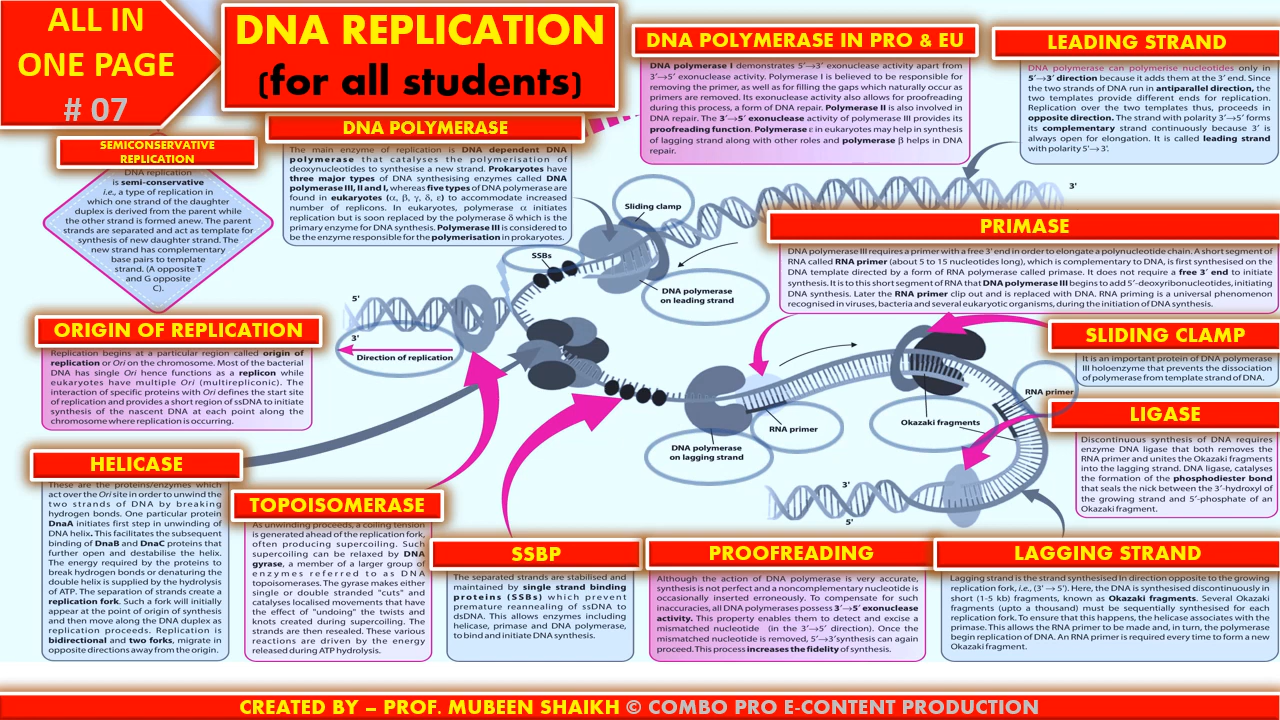 ALL IN
ONE PAGE
# 07
DNA REPLICATION
(for all students)
DNA POLYMERASE IN PRO & EU
DNA polymerase I demonstrates 5′→3′ exonuclease activity apart from
3′→5′ exonuclease activity. Polymerase I is believed to be responsible for
removing the primer, as well as for filling the gaps which naturally occur as
primers are removed. Its exonuclease activity also allows for proofreading
during this process, a form of DNA repair. Polymerase II is also involved in
DNA repair. The 3′→5′ exonuclease activity of polymerase III provides its
proofreading function. Polymerase ε in eukaryotes may help in synthesis
of lagging strand along with other roles and polymerase β helps in DNA
repair.
LEADING STRAND
DNA polymerase can polymerise nucleotides only in
5′→3′ direction because it adds them at the 3′ end. Since
the two strands of DNA run in antiparallel direction, the
two templates provide different ends for replication.
Replication over the two templates thus, proceeds in
opposite direction. The strand with polarity 3′→5′ forms
its complementary strand continuously because 3′ is
always open for elongation. It is called leading strand
with polarity 5′→3′.
DNA POLYMERASE
The main enzyme of replication is DNA dependent DNA
polymerase that catalyses the polymerisation of
deoxynucleotides to synthesise a new strand. Prokaryotes have
three major types of DNA synthesising enzymes called DNA
polymerase III, II and I, whereas five types of DNA polymerase are
found in eukaryotes (α, β, γ, δ, ε) to accommodate increased
number of replicons. In eukaryotes, polymerase α initiates
replication but is soon replaced by the polymerase δ which is the
primary enzyme for DNA synthesis. Polymerase III is considered to
be the enzyme responsible for the polymerisation in prokaryotes.
SEMICONSERVATIVE
REPLICATION
DNA replication
is semi-conservative
i.e., a type of replication in
which one strand of the daughter
duplex is derived from the parent while
the other strand is formed anew. The parent
strands are separated and act as template for
synthesis of new daughter strand. The
new strand has complementary
base pairs to template
strand. (A opposite T
and G opposite
C).
PRIMASE
DNA polymerase III requires a primer with a free 3′ end in order to elongate a polynucleotide chain. A short segment of
RNA called RNA primer (about 5 to 15 nucleotides long), which is complementary to DNA, is first synthesised on the
DNA template directed by a form of RNA polymerase called primase. It does not require a free 3′ end to initiate
synthesis. It is to this short segment of RNA that DNA polymerase III begins to add 5′-deoxyribonucleotides, initiating
DNA synthesis. Later the RNA primer clip out and is replaced with DNA. RNA priming is a universal phenomenon
recognised in viruses, bacteria and several eukaryotic organisms, during the initiation of DNA synthesis.
3′
Sliding clamp
SSBs
DNA polymerase
on leading strand
5′
3′
Direction of replication
ORIGIN OF REPLICATION
Replication begins at a particular region called origin of
replication or Ori on the chromosome. Most of the bacterial
DNA has single Ori hence functions as a replicon while
eukaryotes have multiple Ori (multirepliconic). The
interaction of specific proteins with Ori defines the start site
of replication and provides a short region of ssDNA to initiate
synthesis of the nascent DNA at each point along the
chromosome where replication is occurring.
SLIDING CLAMP
It is an important protein of DNA polymerase
III holoenzyme that prevents the dissociation
of polymerase from template strand of DNA.
RNA primer
Okazaki fragments
RNA primer
DNA polymerase
on lagging strand
3′
5′
LIGASE
Discontinuous synthesis of DNA requires
enzyme DNA ligase that both removes the
RNA primer and unites the Okazaki fragments
into the lagging strand. DNA ligase, catalyses
the formation of the phosphodiester bond
that seals the nick between the 3′-hydroxyl of
the growing strand and 5′-phosphate of an
Okazaki fragment.
HELICASE
These are the proteins/enzymes which
act over the Ori site in order to unwind the
two strands of DNA by breaking
hydrogen bonds. One particular protein
DnaA initiates first step in unwinding of
DNA helix. This facilitates the subsequent
binding of DnaB and DnaC proteins that
further open and destabilise the helix.
The energy required by the proteins to
break hydrogen bonds or denaturing the
double helix is supplied by the hydrolysis
of ATP. The separation of strands create a
replication fork. Such a fork will initially
appear at the point of origin of synthesis
and then move along the DNA duplex as
replication proceeds. Replication is
bidirectional and two forks, migrate in
opposite directions away from the origin.
TOPOISOMERASE
As unwinding proceeds, a coiling tension
is generated ahead of the replication fork,
often producing supercoiling. Such
supercoiling can be relaxed by DNA
gyrase, a member of a larger group of
enzymes referred to as DNA
topoisomerases. The gyrase makes either
single or double stranded "cuts" and
catalyses localised movements that have
the effect of "undoing" the twists and
knots created during supercoiling. The
strands are then resealed. These various
reactions are driven by the energy
released during ATP hydrolysis.
SSBP
The separated strands are stabilised and
maintained by single strand binding
proteins (SSBs) which prevent
premature reannealing of ssDNA to
dsDNA. This allows enzymes including
helicase, primase and DNA polymerase,
to bind and initiate DNA synthesis.
PROOFREADING
Although the action of DNA polymerase is very accurate,
synthesis is not perfect and a noncomplementary nucleotide is
occasionally inserted erroneously. To compensate for such
inaccuracies, all DNA polymerases possess 3′→5′ exonuclease
activity. This property enables them to detect and excise a
mismatched nucleotide (in the 3′→5′ direction). Once the
mismatched nucleotide is removed, 5′→3′synthesis can again
proceed. This process increases the fidelity of synthesis.
LAGGING STRAND
Lagging strand is the strand synthesised in direction opposite to the growing
replication fork, i.e., (3′ → 5′). Here, the DNA is synthesised discontinously in
short (1-5 kb) fragments, known as Okazaki fragments. Several Okazaki
fragments (upto a thousand) must be sequentially synthesised for each
replication fork. To ensure that this happens, the helicase associates with the
primase. This allows the RNA primer to be made and, in turn, the polymerase
begin replication of DNA. An RNA primer is required every time to form a new
Okazaki fragment.
CREATED BY – PROF. MUBEEN SHAIKH © COMBO PRO E-CONTENT PRODUCTION